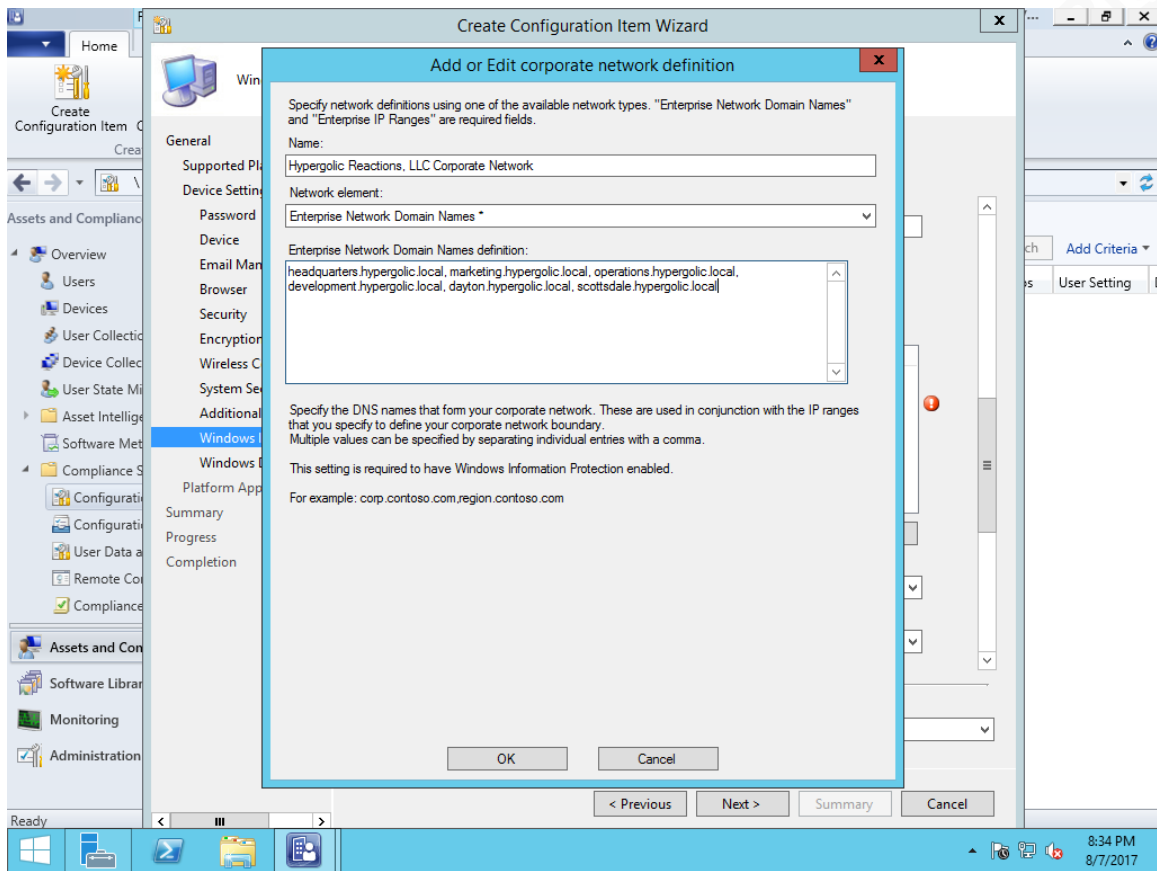 Create Configuration Item Wizard
Home
Create
Configuration Item
Crea
Win
Add or Edit corporate network definition
Specify network definitions using one of the available network types. "Enterprise Network Domain Names"
and "Enterprise IP Ranges" are required fields.
Name:
Hypergolic Reactions, LLC Corporate Network
Network element:
Enterprise Network Domain Names *
Enterprise Network Domain Names definition:
headquarters.hypergolic.local, marketing.hypergolic.local, operations.hypergolic.local,
development.hypergolic.local, dayton.hypergolic.local, scottsdale.hypergolic.local
Specify the DNS names that form your corporate network. These are used in conjunction with the IP ranges
that you specify to define your corporate network boundary.
Multiple values can be specified by separating individual entries with a comma.
This setting is required to have Windows Information Protection enabled.
For example: corp.contoso.com,region.contoso.com
OK
Cancel
General
Supported Pla
Device Setting
Password
Device
Email Man
Browser
Security
Encryption
Wireless C
System Sec
Additional
Windows I
Windows D
Platform App
Summary
Progress
Completion
< Previous
Next >
Summary
Cancel
\
Assets and Complianc
Overview
Users
Devices
User Collectic
Device Collec
User State Mi
Asset Intellige
Software Met
Compliance S
Configurati
Configurati
User Data a
Remote Co
Compliance
Assets and Con
Software Librar
Monitoring
Administration
ch
Add Criteria
os
User Setting
Ready
8:34 PM
8/7/2017